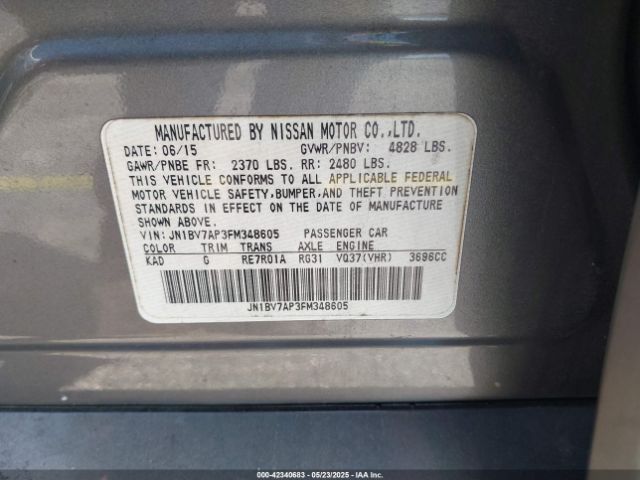 MANUFACTURED BY NISSAN MOTOR CO.,LTD.
DATE: 06/15 GVWR/PNBV: 4828 LBS.
GAWR/PNBE FR: 2370 LBS. RR: 2480 LBS.
THIS VEHICLE CONFORMS TO ALL APPLICABLE FEDERAL
MOTOR VEHICLE SAFETY,BUMPER,AND THEFT PREVENTION
STANDARDS IN EFFECT ON THE DATE OF MANUFACTURE
SHOWN ABOVE.
VIN: JN1BV7AP3FM348605 PASSENGER CAR
COLOR TRIM TRANS AXLE ENGINE
KAD G RE7R01A RG31 VQ37(VHR) 3696CC
JN1BV7AP3FM348605
000-42340683 - 05/23/2025 - IAAI.COM